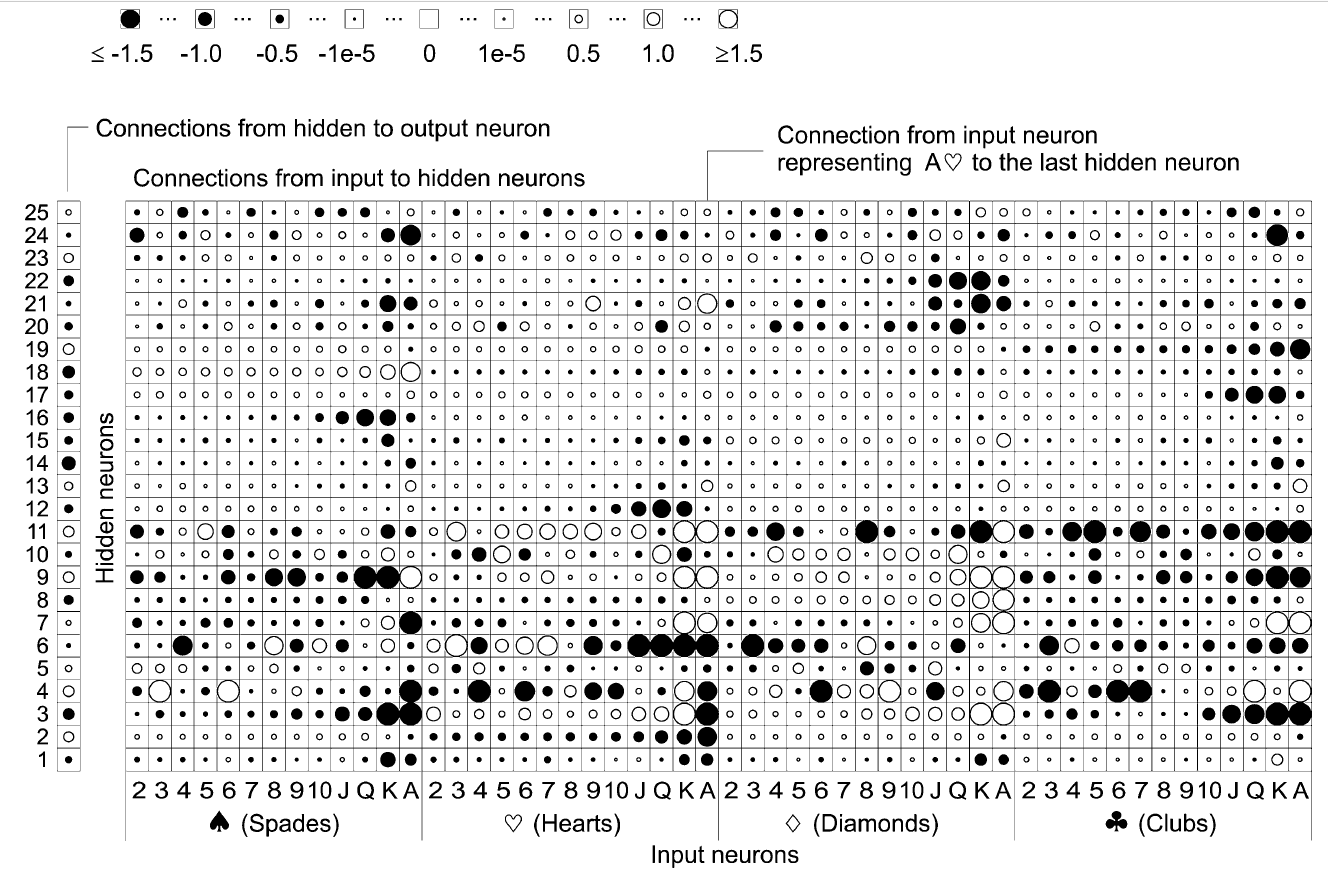 ≤ -1.5 -1.0 -0.5 -1e-5 0 1e-5 0.5 1.0 ≥1.5
Connections from hidden to output neuron
Connection from input neuron
representing A♡ to the last hidden neuron
Connections from input to hidden neurons
25
24
23
22
21
20
19
18
17
16
15
14
13
12
11
10
9
8
7
6
5
4
3
2
1
Hidden neurons
2 3 4 5 6 7 8 9 10 J Q K A 2 3 4 5 6 7 8 9 10 J Q K A 2 3 4 5 6 7 8 9 10 J Q K A 2 3 4 5 6 7 8 9 10 J Q K A
♠ (Spades) ♡ (Hearts) ♢ (Diamonds) ♣ (Clubs)
Input neurons